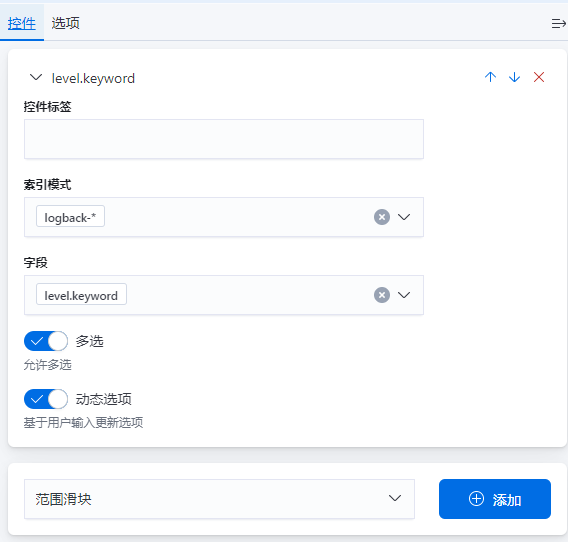 控件 选项
level.keyword
控件标签
索引模式
logback-*
字段
level.keyword
多选
允许多选
动态选项
基于用户输入更新选项
范围滑块 添加